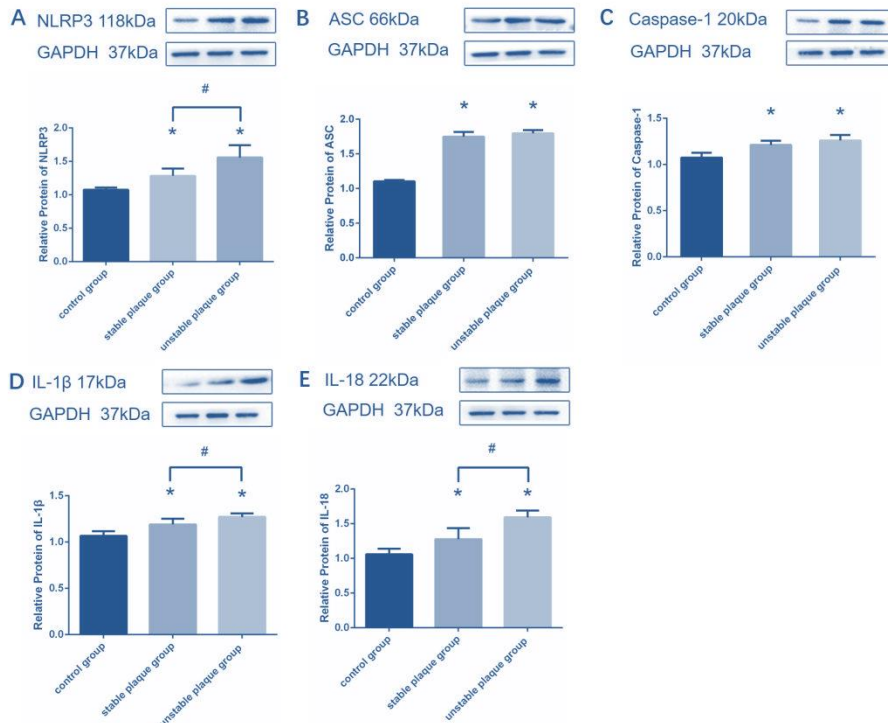 A
NLRP3 118kDa
GAPDH 37kDa
#
*
*
Relative Protein of NLRP3
2.0
1.5
1.0
0.5
0.0
control group
stable plaque group
unstable plaque group
B
ASC 66kDa
GAPDH 37kDa
*
*
Relative Protein of ASC
2.0
1.5
1.0
0.5
0.0
control group
stable plaque group
unstable plaque group
C
Caspase-1 20kDa
GAPDH 37kDa
*
*
Relative Protein of Caspase-1
1.5
1.0
0.5
0.0
control group
stable plaque group
unstable plaque group
D
IL-1β 17kDa
GAPDH 37kDa
#
*
*
Relative Protein of IL-1β
1.5
1.0
0.5
0.0
control group
stable plaque group
unstable plaque group
E
IL-18 22kDa
GAPDH 37kDa
#
*
*
Relative Protein of IL-18
2.0
1.5
1.0
0.5
0.0
control group
stable plaque group
unstable plaque group